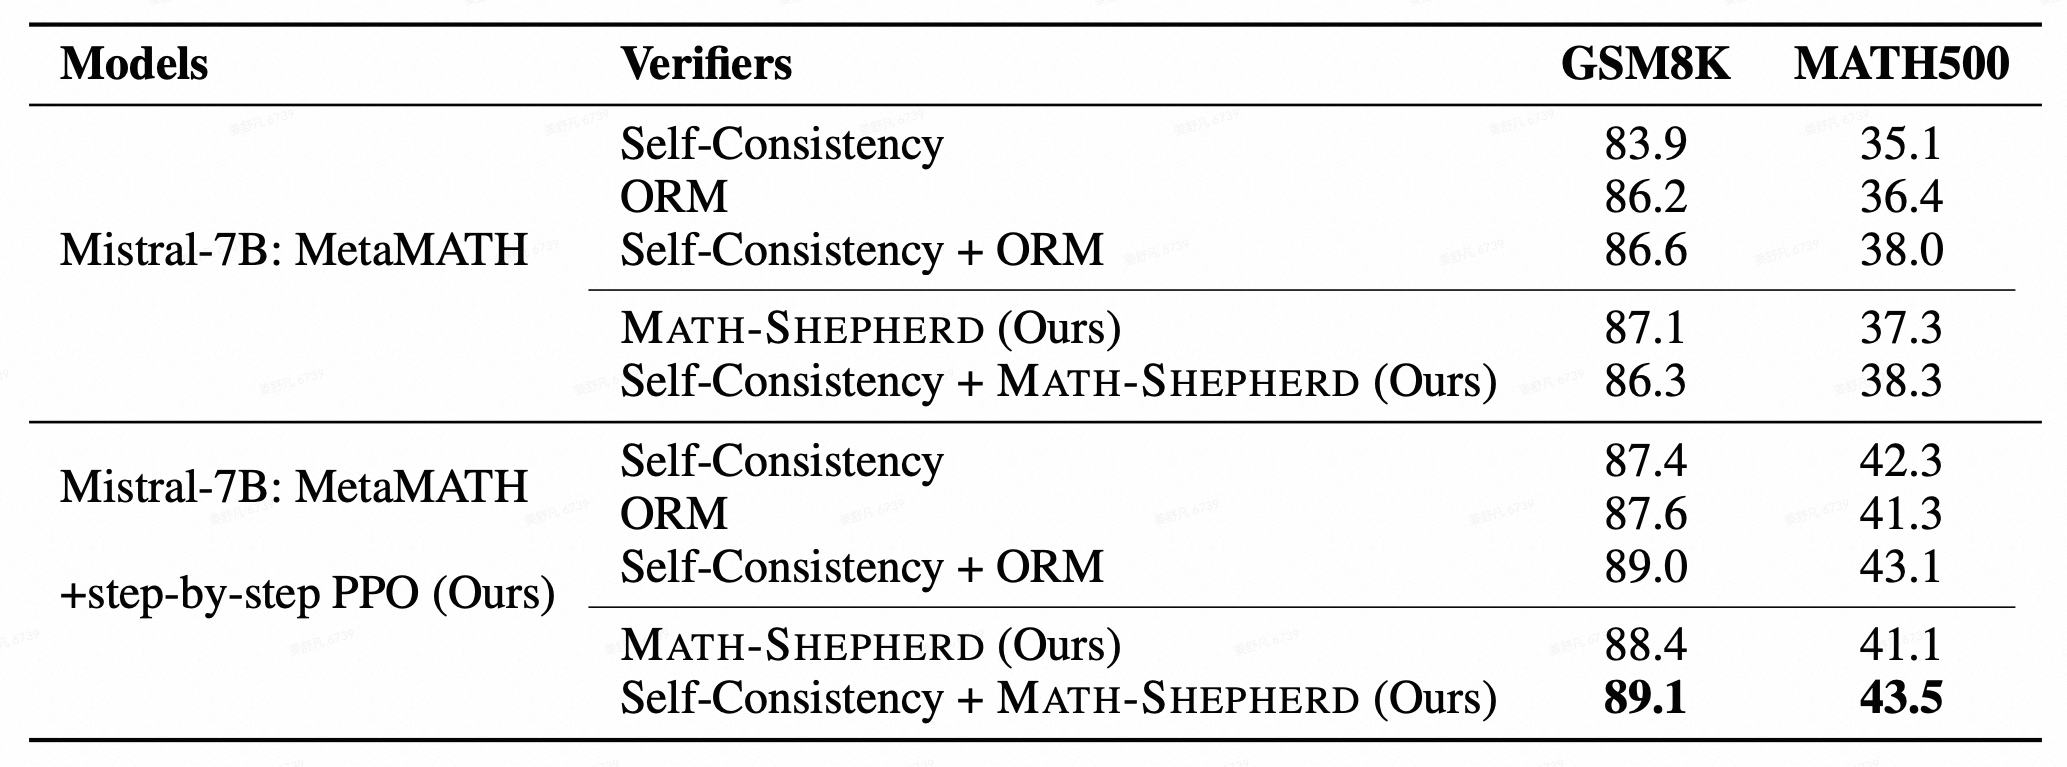 Models Verifiers GSM8K MATH500
Self-Consistency 83.9 35.1
ORM 86.2 36.4
Mistral-7B: MetaMATH Self-Consistency + ORM 86.6 38.0
MATH-SHEPHERD (Ours) 87.1 37.3
Self-Consistency + MATH-SHEPHERD (Ours) 86.3 38.3
Self-Consistency 87.4 42.3
Mistral-7B: MetaMATH
ORM 87.6 41.3
Self-Consistency + ORM 89.0 43.1
+step-by-step PPO (Ours)
MATH-SHEPHERD (Ours) 88.4 41.1
Self-Consistency + MATH-SHEPHERD (Ours) 89.1 43.5